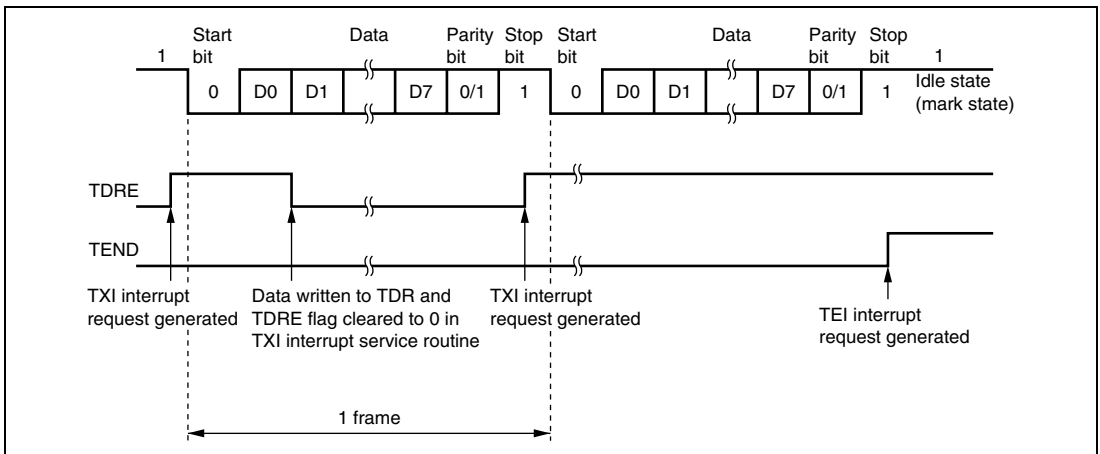 Start Data Parity Stop Start Data Parity Stop
1 bit bit bit bit bit bit 1
0 D0 D1 D7 0/1 1 0 D0 D1 D7 0/1 1 Idle state
(mark state)
TDRE
TEND
TXI interrupt
request generated
Data written to TDR and
TDRE flag cleared to 0 in
TXI interrupt service routine
TXI interrupt
request generated
TEI interrupt
request generated
1 frame